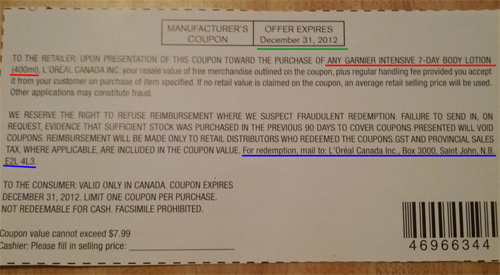 MANUFACTURER'S
COUPON
OFFER EXPIRES
December 31, 2012
TO THE RETAILER: UPON PRESENTATION OF THIS COUPON TOWARD THE PURCHASE OF ANY GARNIER INTENSIVE 7-DAY BODY LOTION
(400ml), L'ORÉAL CANADA INC. your resale value of free merchandise outlined on the coupon, plus regular handling fee provided you accept
it from your customer on purchase of item specified. If no retail value is claimed on the coupon, an average retail selling price will be used.
Other applications may constitute fraud.
WE RESERVE THE RIGHT TO REFUSE REIMBURSEMENT WHERE WE SUSPECT FRAUDULENT REDEMPTION. FAILURE TO SEND IN, ON
REQUEST, EVIDENCE THAT SUFFICIENT STOCK WAS PURCHASED IN THE PREVIOUS 90 DAYS TO COVER COUPONS PRESENTED WILL VOID
COUPONS. REIMBURSEMENT WILL BE MADE ONLY TO RETAIL DISTRIBUTORS WHO REDEEMED THE COUPONS.GST AND PROVINCIAL SALES
TAX, WHERE APPLICABLE, ARE INCLUDED IN THE COUPON VALUE. For redemption, mail to: L'Oréal Canada Inc., Box 3000, Saint John, N.B.
E2L 4L3.
TO THE CONSUMER: VALID ONLY IN CANADA. COUPON EXPIRES
DECEMBER 31, 2012. LIMIT ONE COUPON PER PURCHASE.
NOT REDEEMABLE FOR CASH. FACSIMILE PROHIBITED.
Coupon value cannot exceed $7.99
Cashier: Please fill in selling price:
46966344